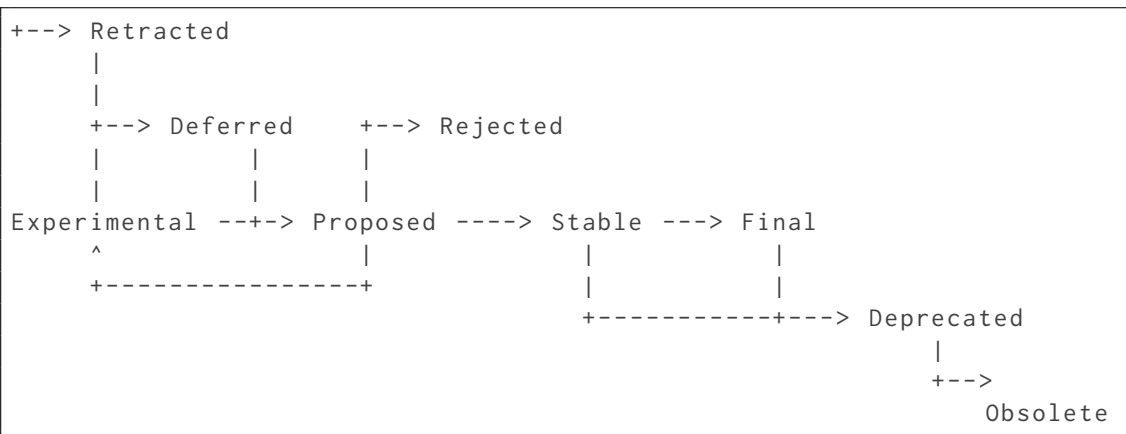 +--> Retracted
|
|
+--> Deferred +--> Rejected
| | |
| | |
Experimental --+-> Proposed ----> Stable ---> Final
^ | | |
+----------------+ | |
+-----------+---> Deprecated
|
+-->
Obsolete